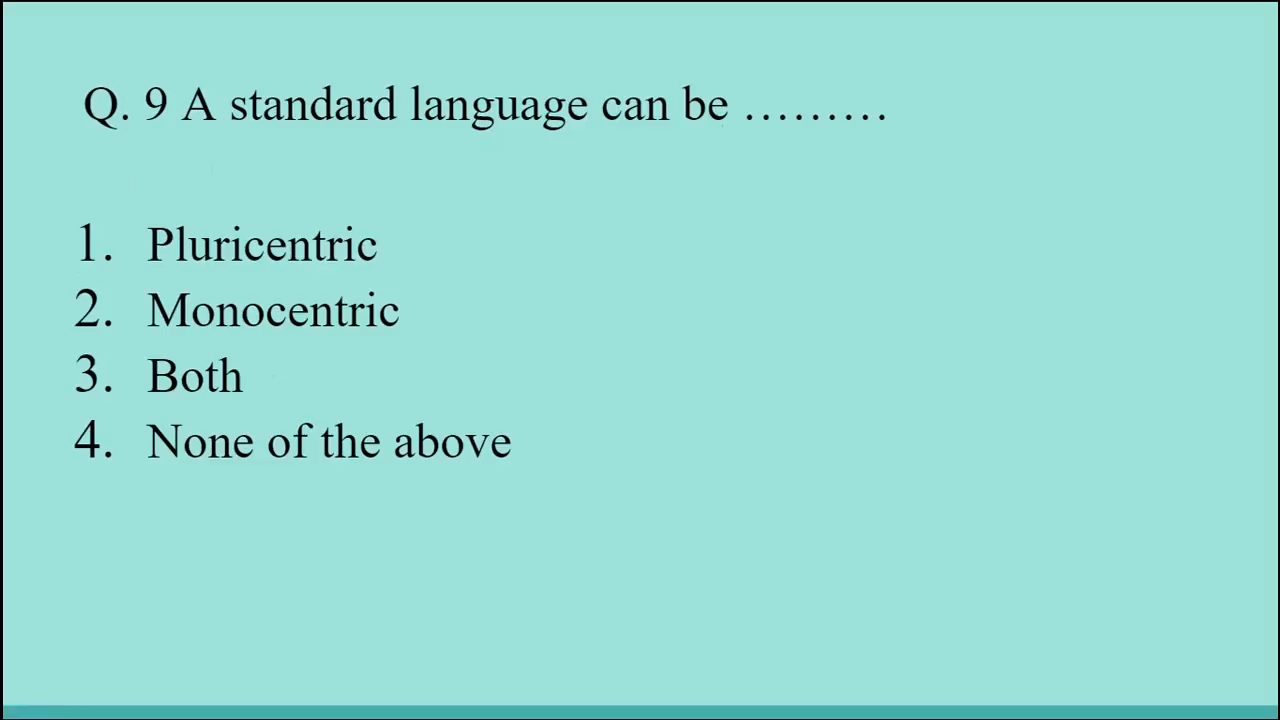 Q. 9 A standard language can be ………
1. Pluricentric
2. Monocentric
3. Both
4. None of the above